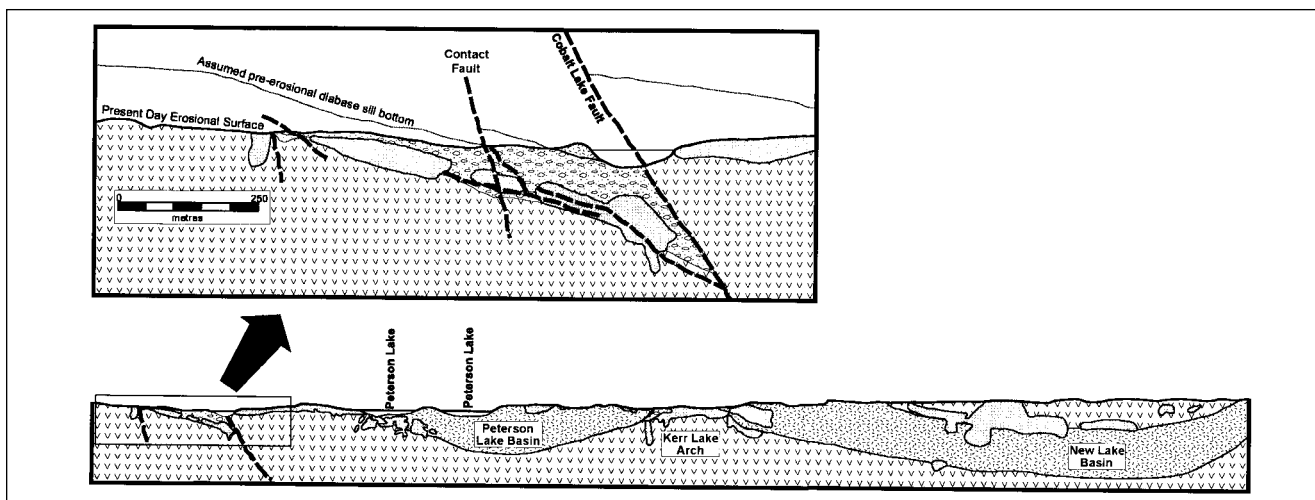 Contact
Fault
Cobalt Lake Fault
Assumed pre-erosional diabase sill bottom
Present Day Erosional Surface
0
250
metres
Peterson Lake
Peterson Lake
Peterson
Lake Basin
Kerr Lake
Arch
New Lake
Basin